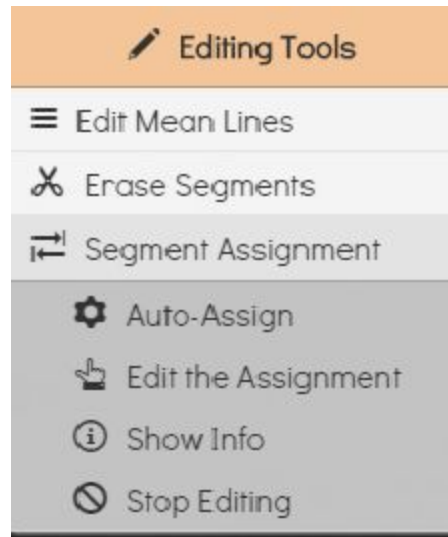 Editing Tools
Edit Mean Lines
Erase Segments
Segment Assignment
Auto-Assign
Edit the Assignment
Show Info
Stop Editing